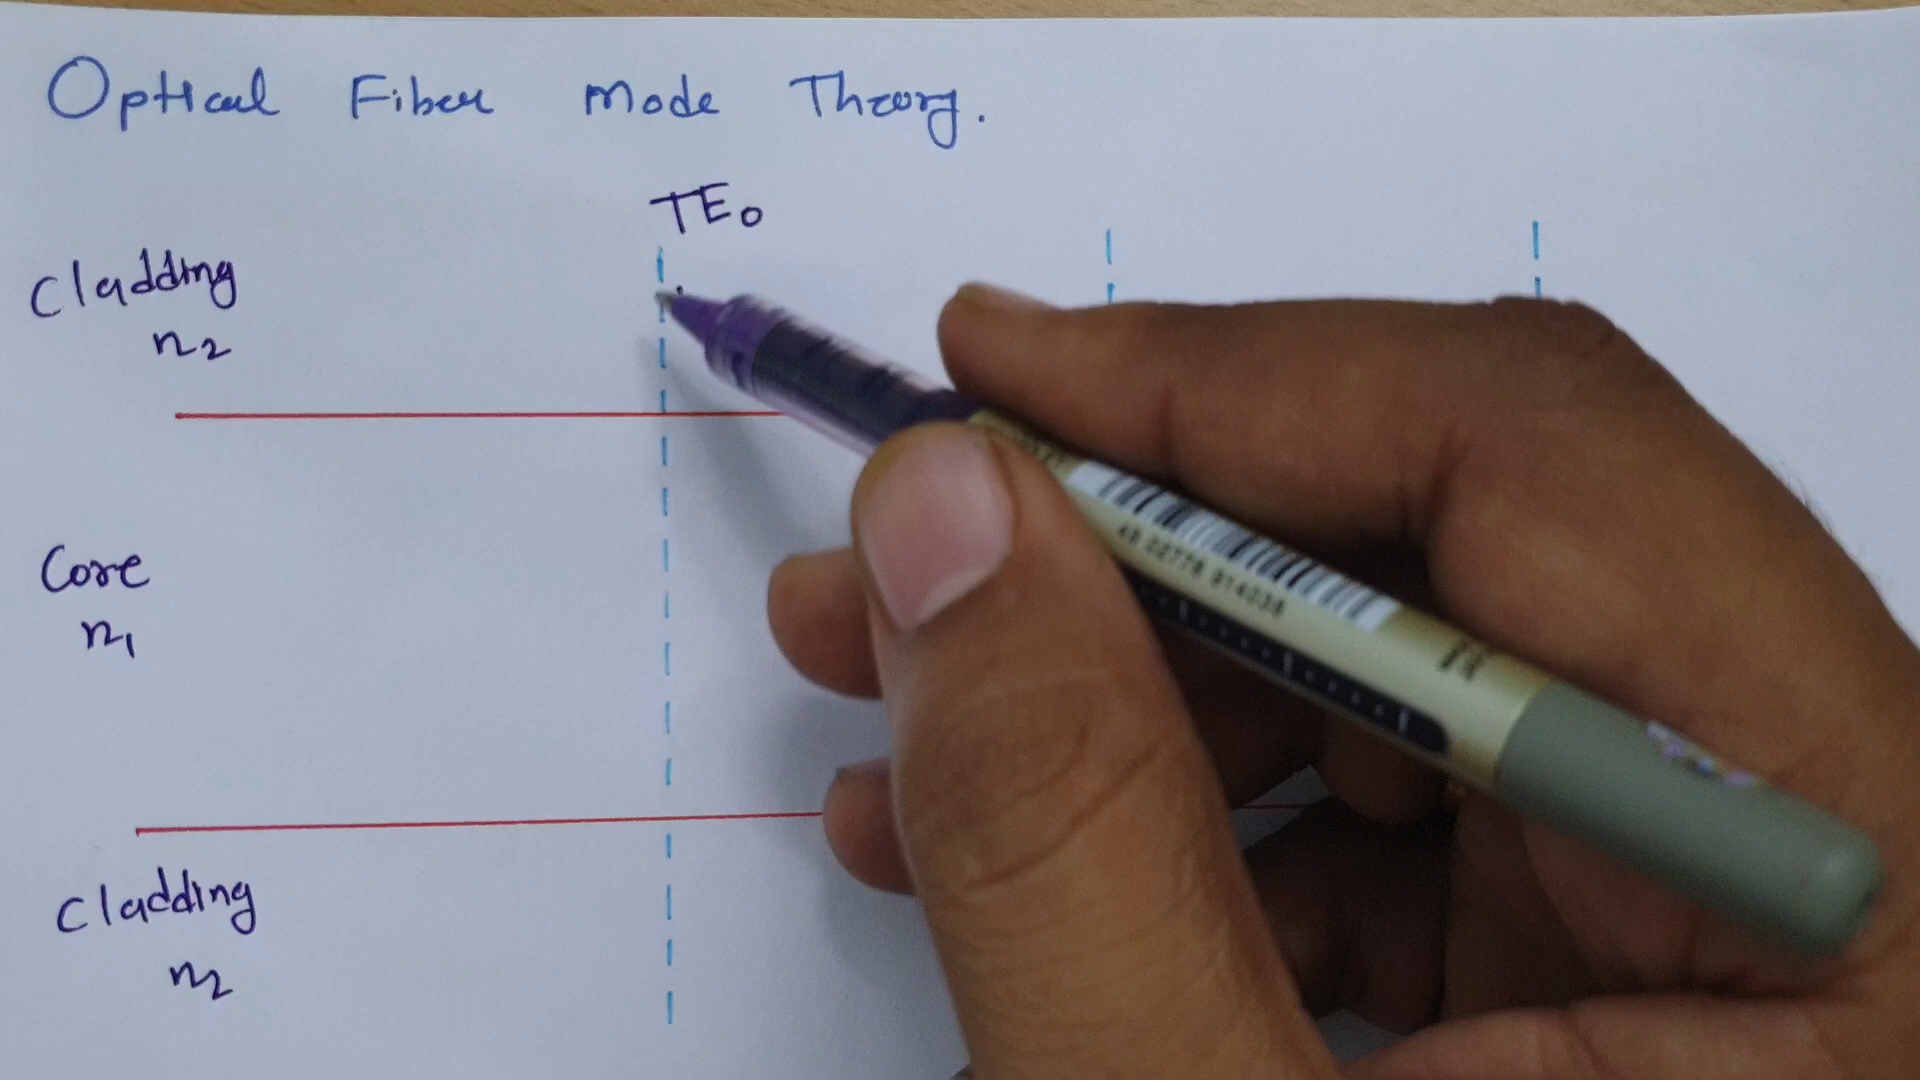 Optical Fiber Mode Theory.
TE₀
Cladding
n₂
Core
n₁
Cladding
n₂